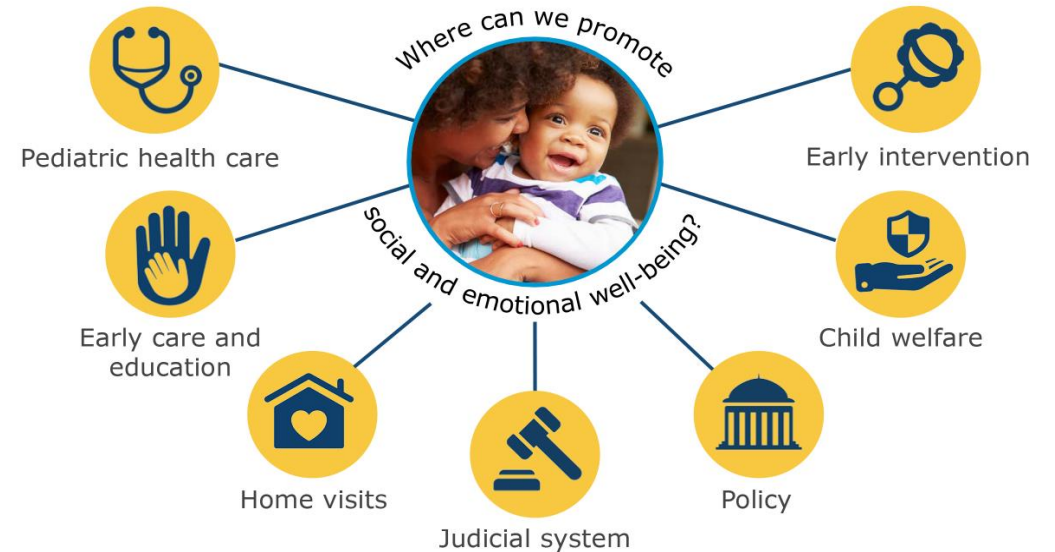 Where can we promote
social and emotional well-being?
Pediatric health care
Early intervention
Early care and
education
Child welfare
Home visits
Policy
Judicial system